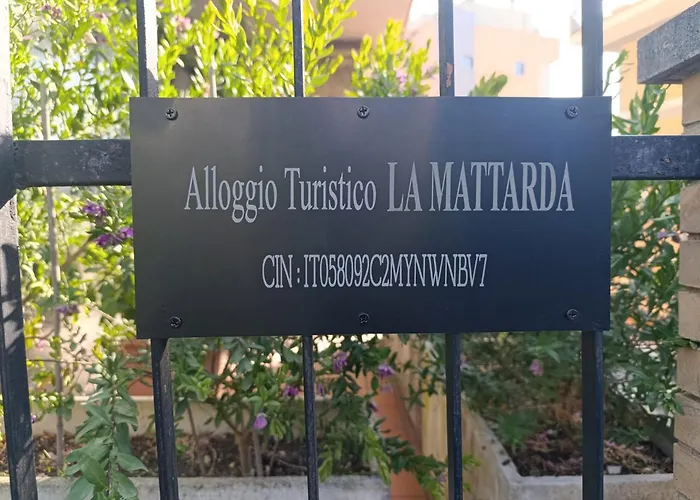 Alloggio Turistico LA MATTARDA
CIN : IT058092C2MYNWNBV7